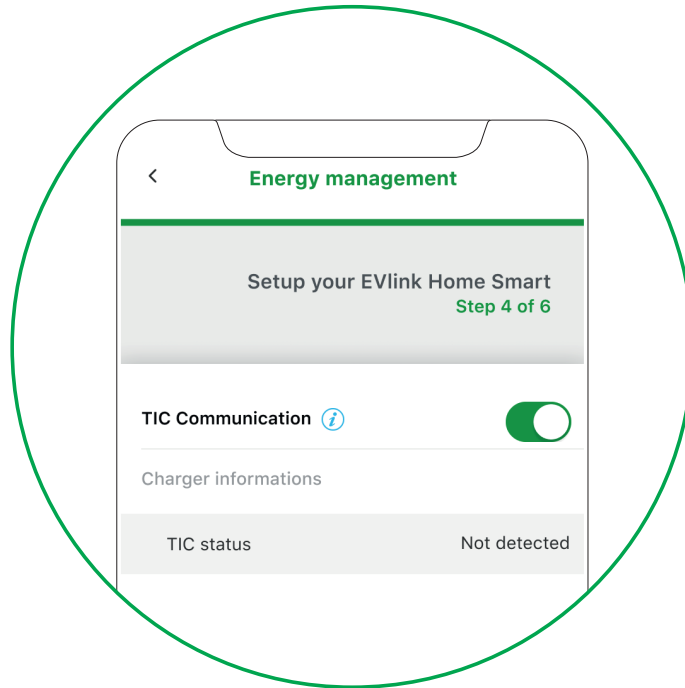 Energy management
Setup your EVlink Home Smart
Step 4 of 6
TIC Communication i
Charger informations
TIC status Not detected